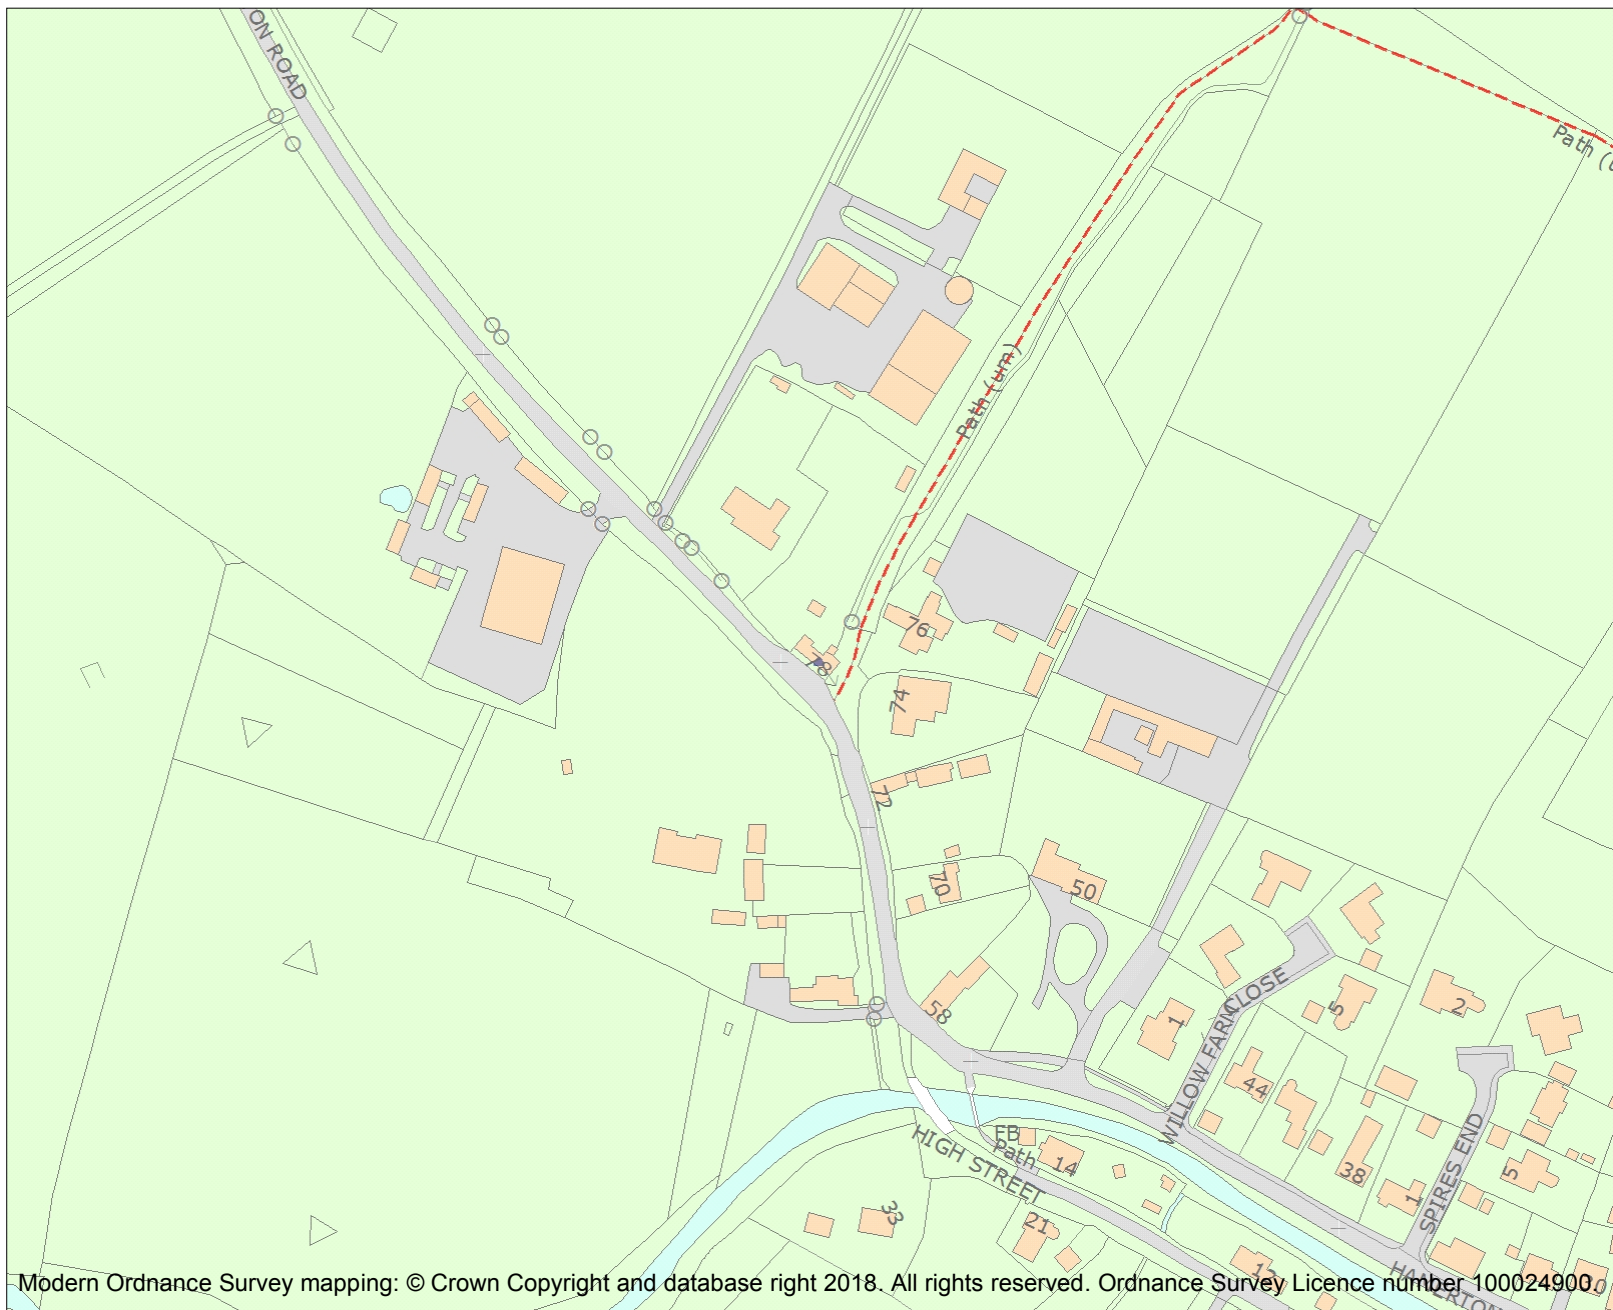 ON ROAD
Path (u
Path (um)
76
78
74
72
70
50
58
CLOSE
WILLOW FARM
1
5
2
44
38
1
5
SPIRES END
FB
Path
14
HIGH STREET
33
21
Modern Ordnance Survey mapping: © Crown Copyright and database right 2018. All rights reserved. Ordnance Survey Licence number 100024900.